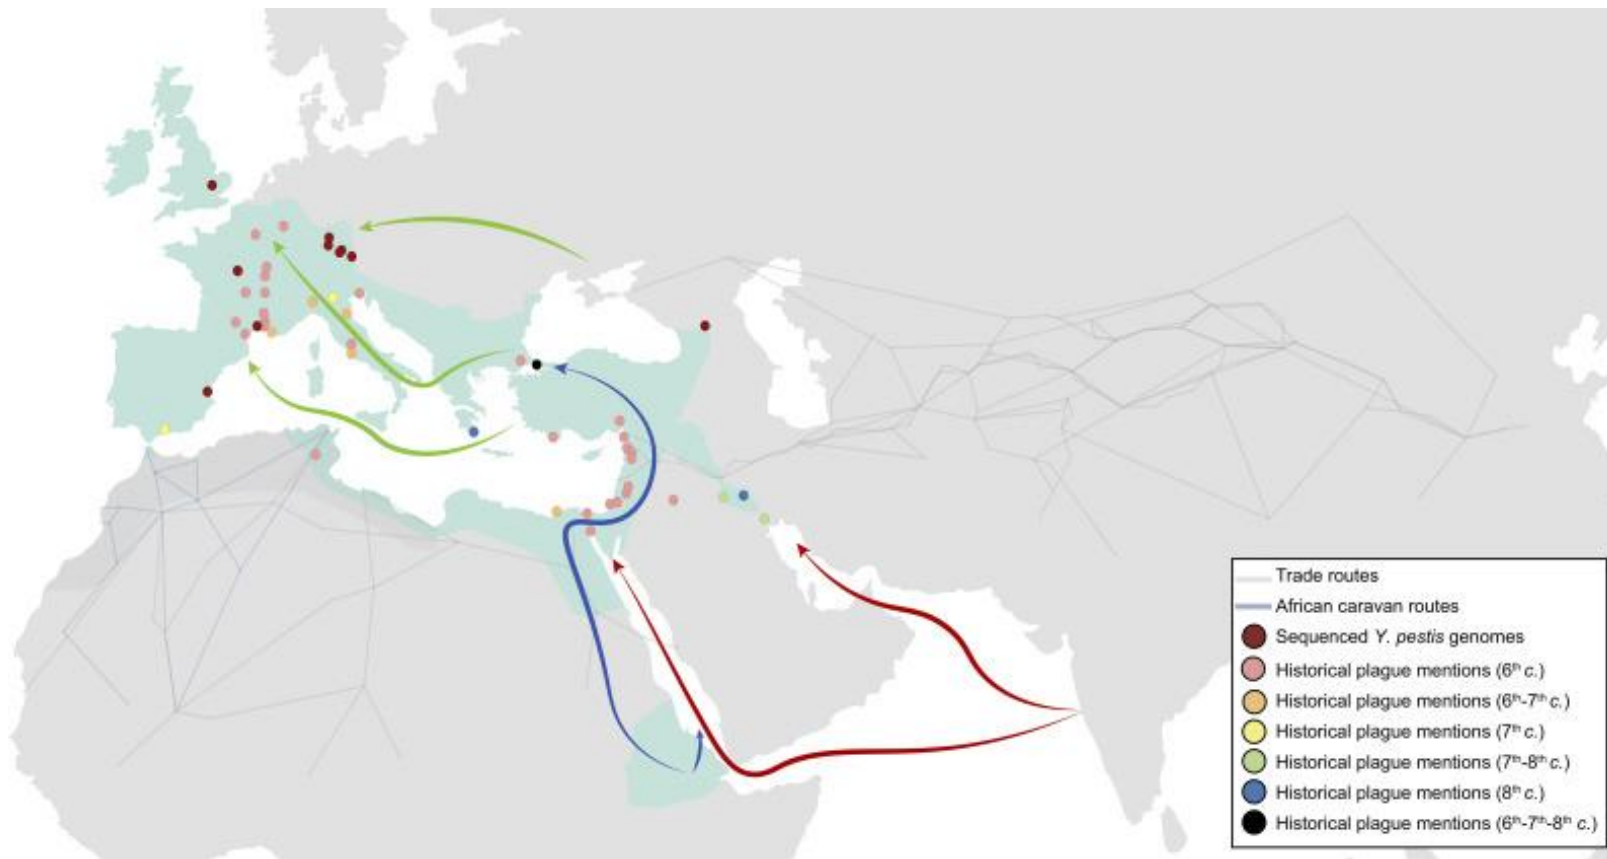 Trade routes
African caravan routes
Sequenced Y. pestis genomes
Historical plague mentions (6th c.)
Historical plague mentions (6th-7th c.)
Historical plague mentions (7th c.)
Historical plague mentions (7th-8th c.)
Historical plague mentions (8th c.)
Historical plague mentions (6th-7th-8th c.)